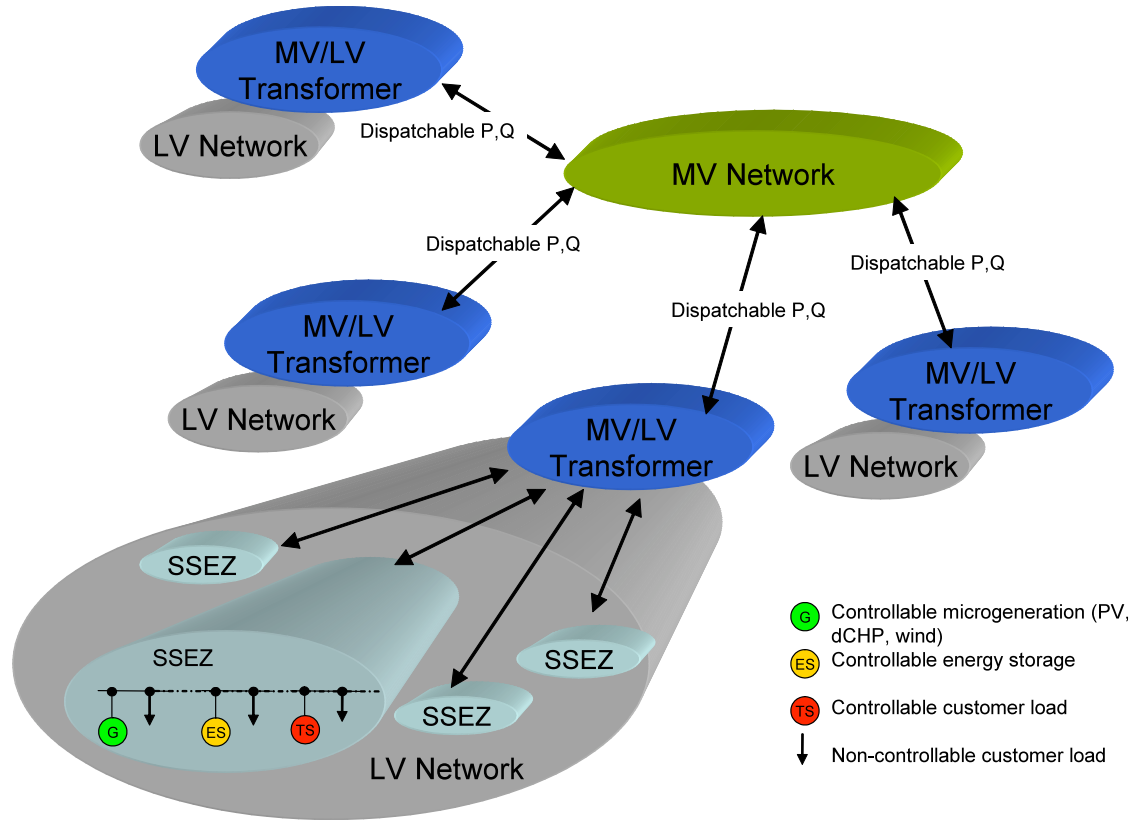 MV/LV
Transformer
LV Network
Dispatchable P,Q
MV Network
Dispatchable P,Q
Dispatchable P,Q
Dispatchable P,Q
MV/LV
Transformer
LV Network
MV/LV
Transformer
LV Network
MV/LV
Transformer
SSEZ
SSEZ
SSEZ
SSEZ
G
ES
TS
LV Network
G
Controllable microgeneration (PV,
dCHP, wind)
ES
Controllable energy storage
TS
Controllable customer load
Non-controllable customer load